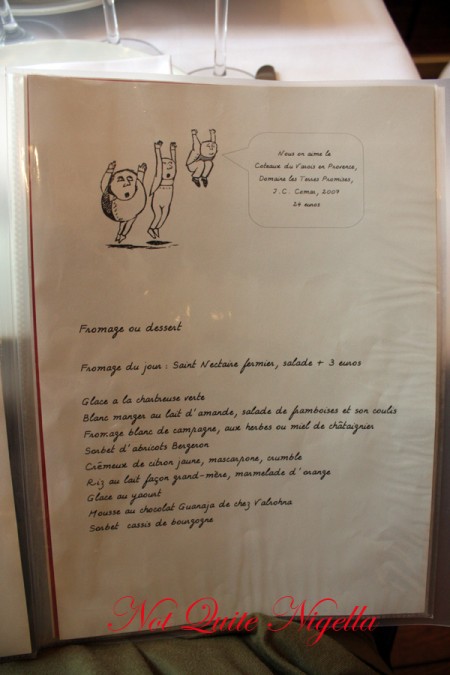 Nous on aime le
Coteaux du Varois en Provence,
Domaine les Terres Promises,
J.C. Comor, 2009
24 euros
Fromage ou dessert
Fromage du jour : Saint Nectaire fermier, salade + 3 euros
Glace a la chartreuse verte
Blanc manger au lait d'amande, salade de framboises et son coulis
Fromage blanc de campagne, aux herbes ou miel de châtaignier
Sorbet d'abricots Bergeron
Crémeux de citron jaune, mascarpone, crumble
Riz au lait façon grand-mère, marmelade d'orange
Glace au yaourt
Mousse au chocolat Guanaja de chez Valrohna
Sorbet cassis de bourgogne
Not Quite Nigella